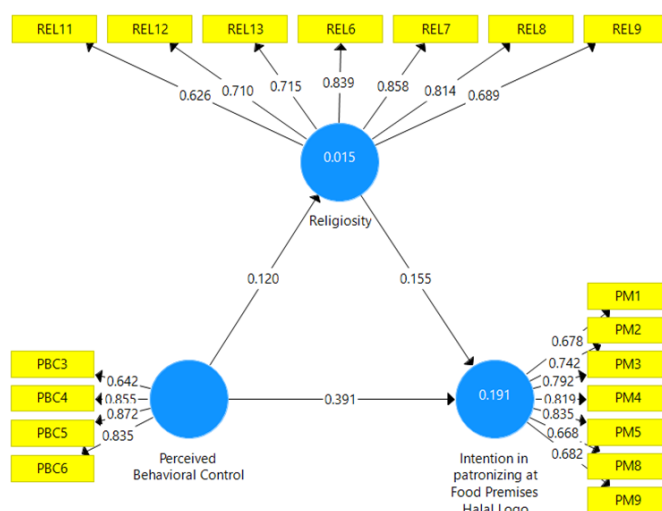 REL11 REL12 REL13 REL6 REL7 REL8 REL9
0.626 0.710 0.715 0.839 0.858 0.814 0.689
0.015
Religiosity
0.120 0.155
PBC3
PBC4
PBC5
PBC6
0.642
0.855
0.872
0.835
Perceived
Behavioral Control
0.391
0.191
Intention in
patronizing at
Food Premises
Halal Logo
0.678
0.742
0.792
0.819
0.835
0.668
0.682
PM1
PM2
PM3
PM4
PM5
PM8
PM9